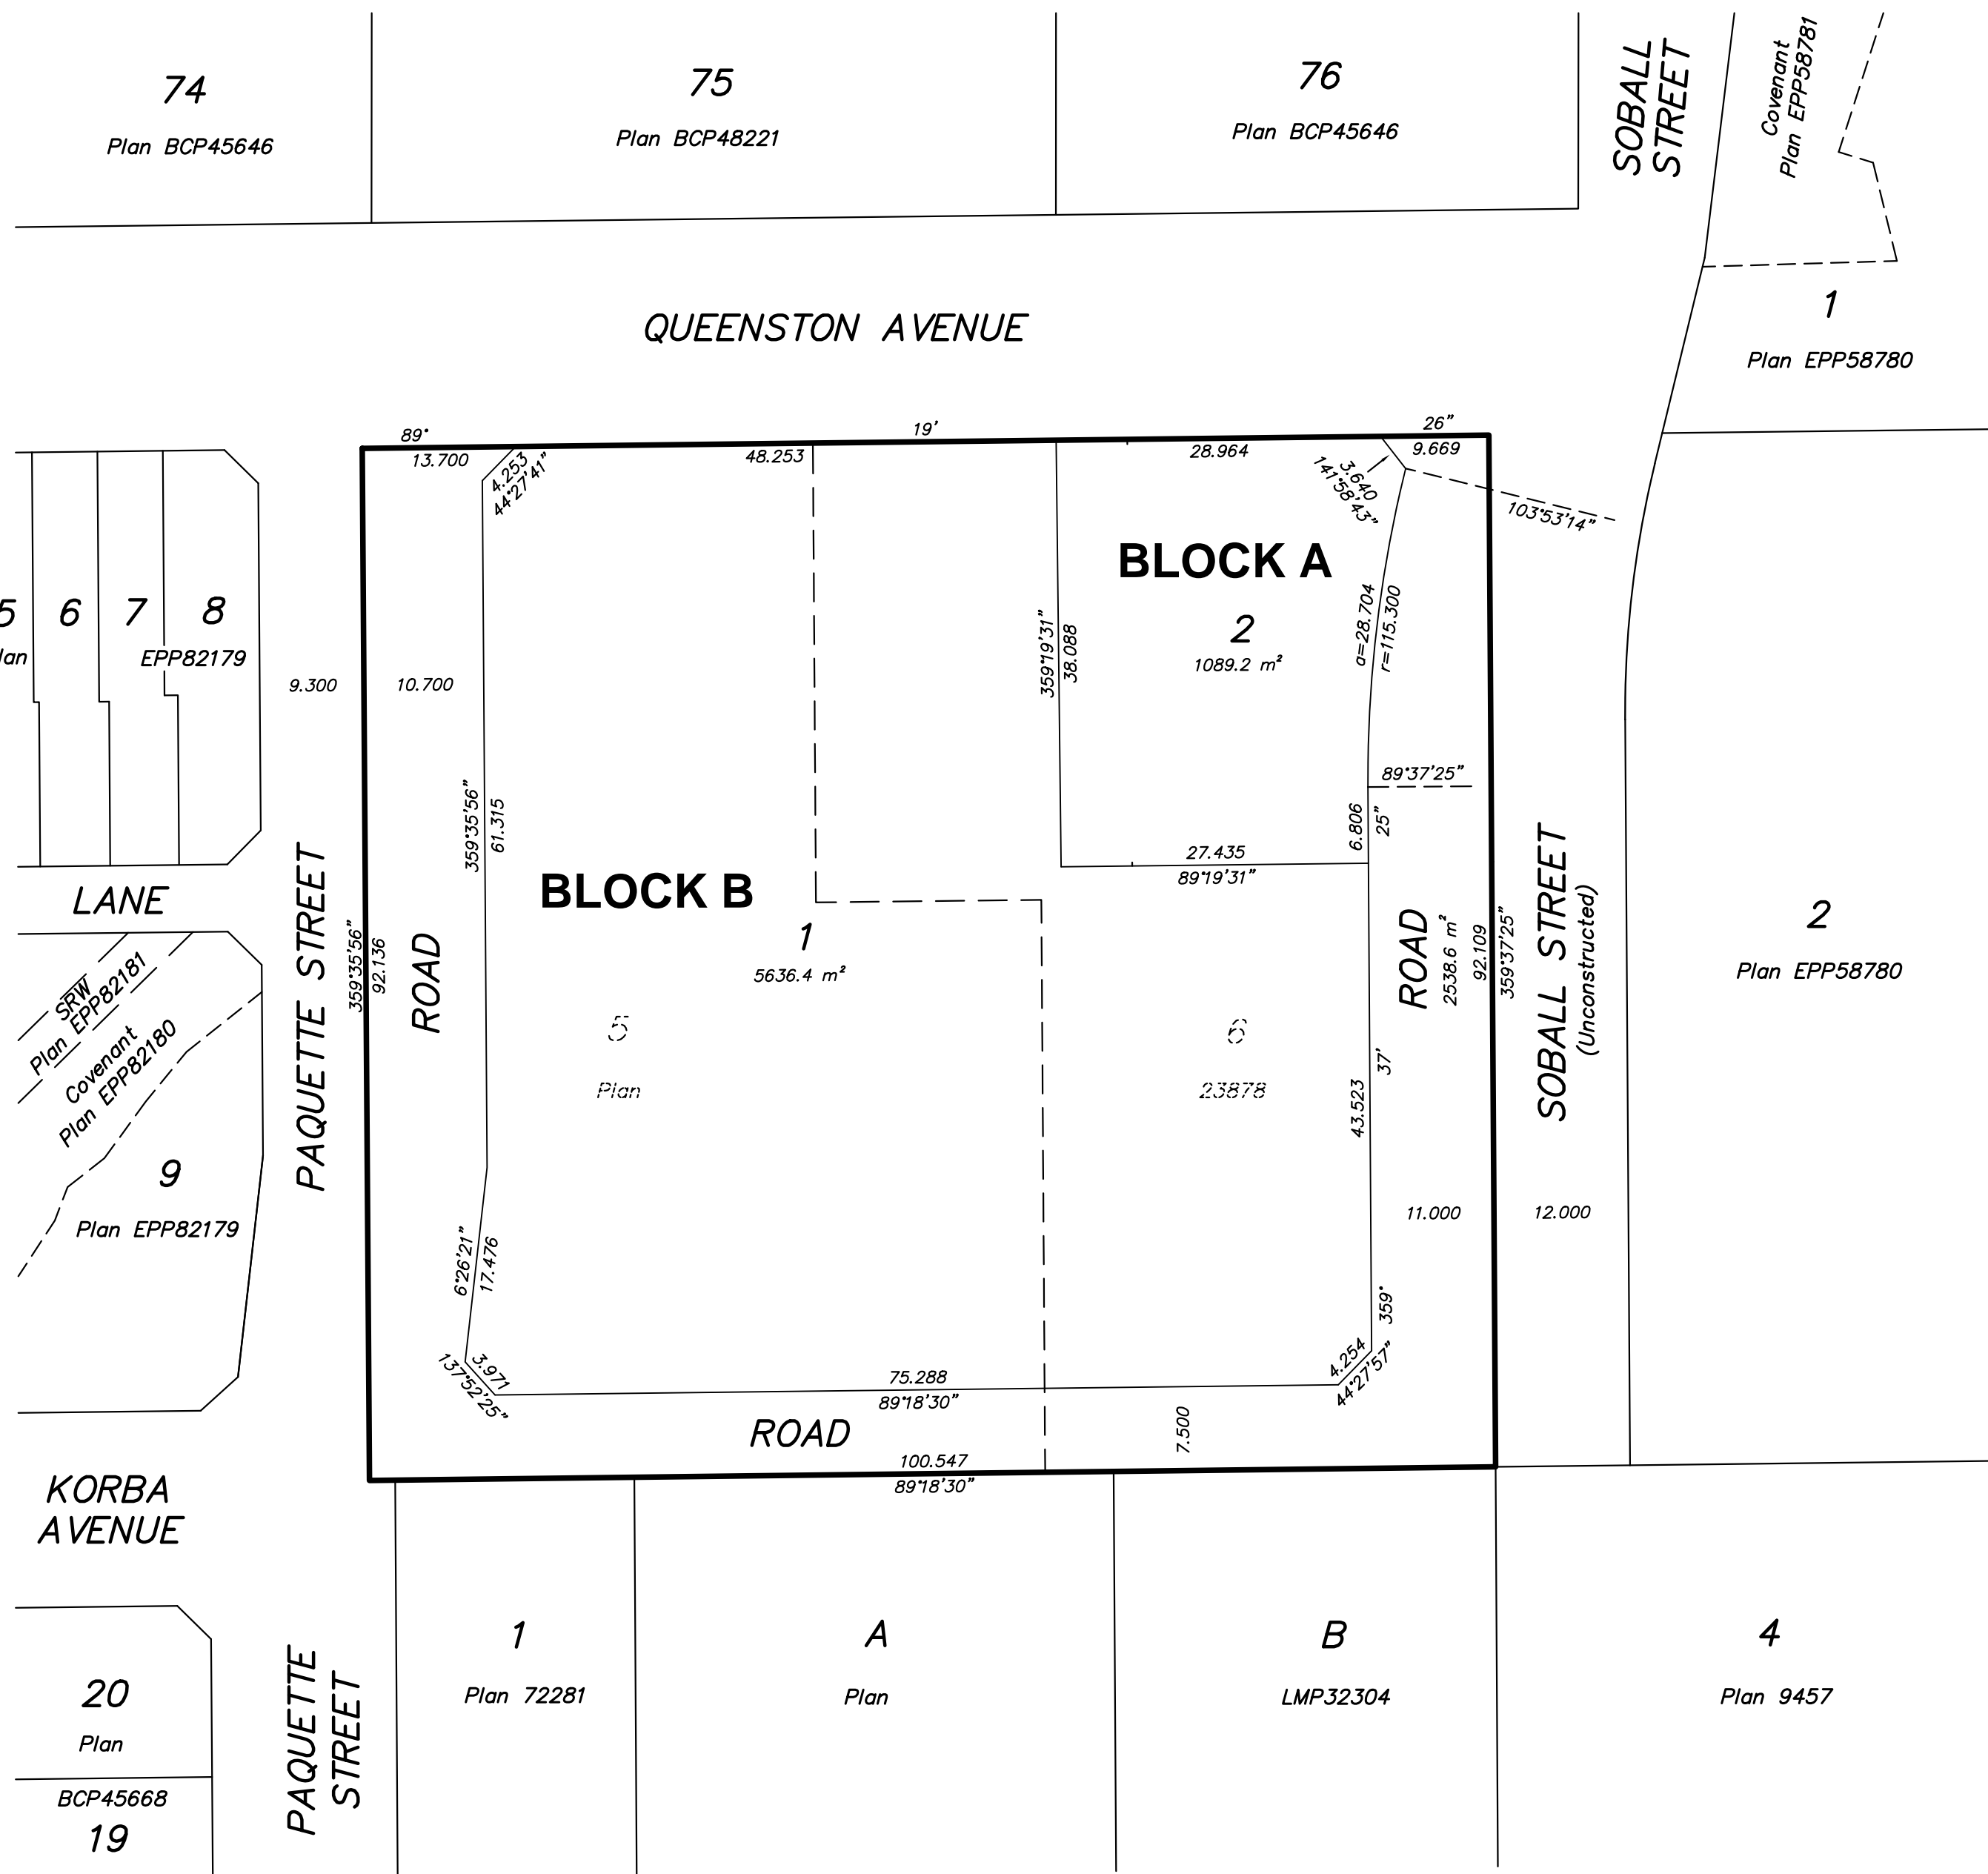 74
Plan BCP45646
75
Plan BCP48221
76
Plan BCP45646
SOBALL
STREET
Covenant
Plan EPP58781
1
Plan EPP58780
QUEENSTON AVENUE
89°
19'
26"
13.700
48.253
28.964
9.669
4.253
44°27'41"
3.640
141°58'43"
103°53'14"
BLOCK A
2
1089.2 m²
a=28.704
r=115.300
359°19'31"
38.088
5
6
7
8
lan
EPP82179
9.300
10.700
359°35'56"
61.315
89°37'25"
6.806
25"
27.435
89°19'31"
LANE
BLOCK B
1
5636.4 m²
PAQUETTE STREET
359°35'56"
92.136
ROAD
ROAD
2538.6 m²
92.109
359°37'25"
SOBALL STREET
(Unconstructed)
2
Plan EPP58780
SRW
Plan EPP82181
Covenant
Plan EPP82180
5
6
Plan
23878
43.523
37'
9
Plan EPP82179
11.000
12.000
6°26'21"
17.476
359°
3.971
137°52'25"
75.288
89°18'30"
4.254
44°27'57"
ROAD
7.500
100.547
89°18'30"
KORBA
AVENUE
20
Plan
BCP45668
19
PAQUETTE
STREET
1
Plan 72281
A
Plan
B
LMP32304
4
Plan 9457